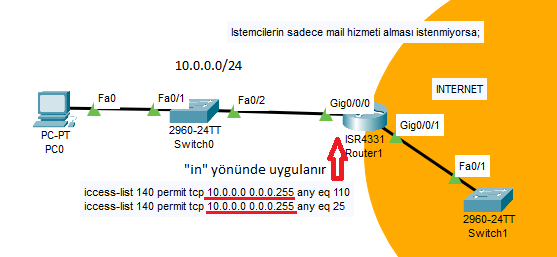 Istemcilerin sadece mail hizmeti alması istenmiyorsa;
10.0.0.0/24
INTERNET
Fa0
Fa0/1
Fa0/2
Gig0/0/0
PC-PT
PC0
2960-24TT
Switch0
ISR4331
Router1
Gig0/0/1
"in" yönünde uygulanır
Fa0/1
iccess-list 140 permit tcp 10.0.0.0 0.0.0.255 any eq 110
iccess-list 140 permit tcp 10.0.0.0 0.0.0.255 any eq 25
2960-24TT
Switch1